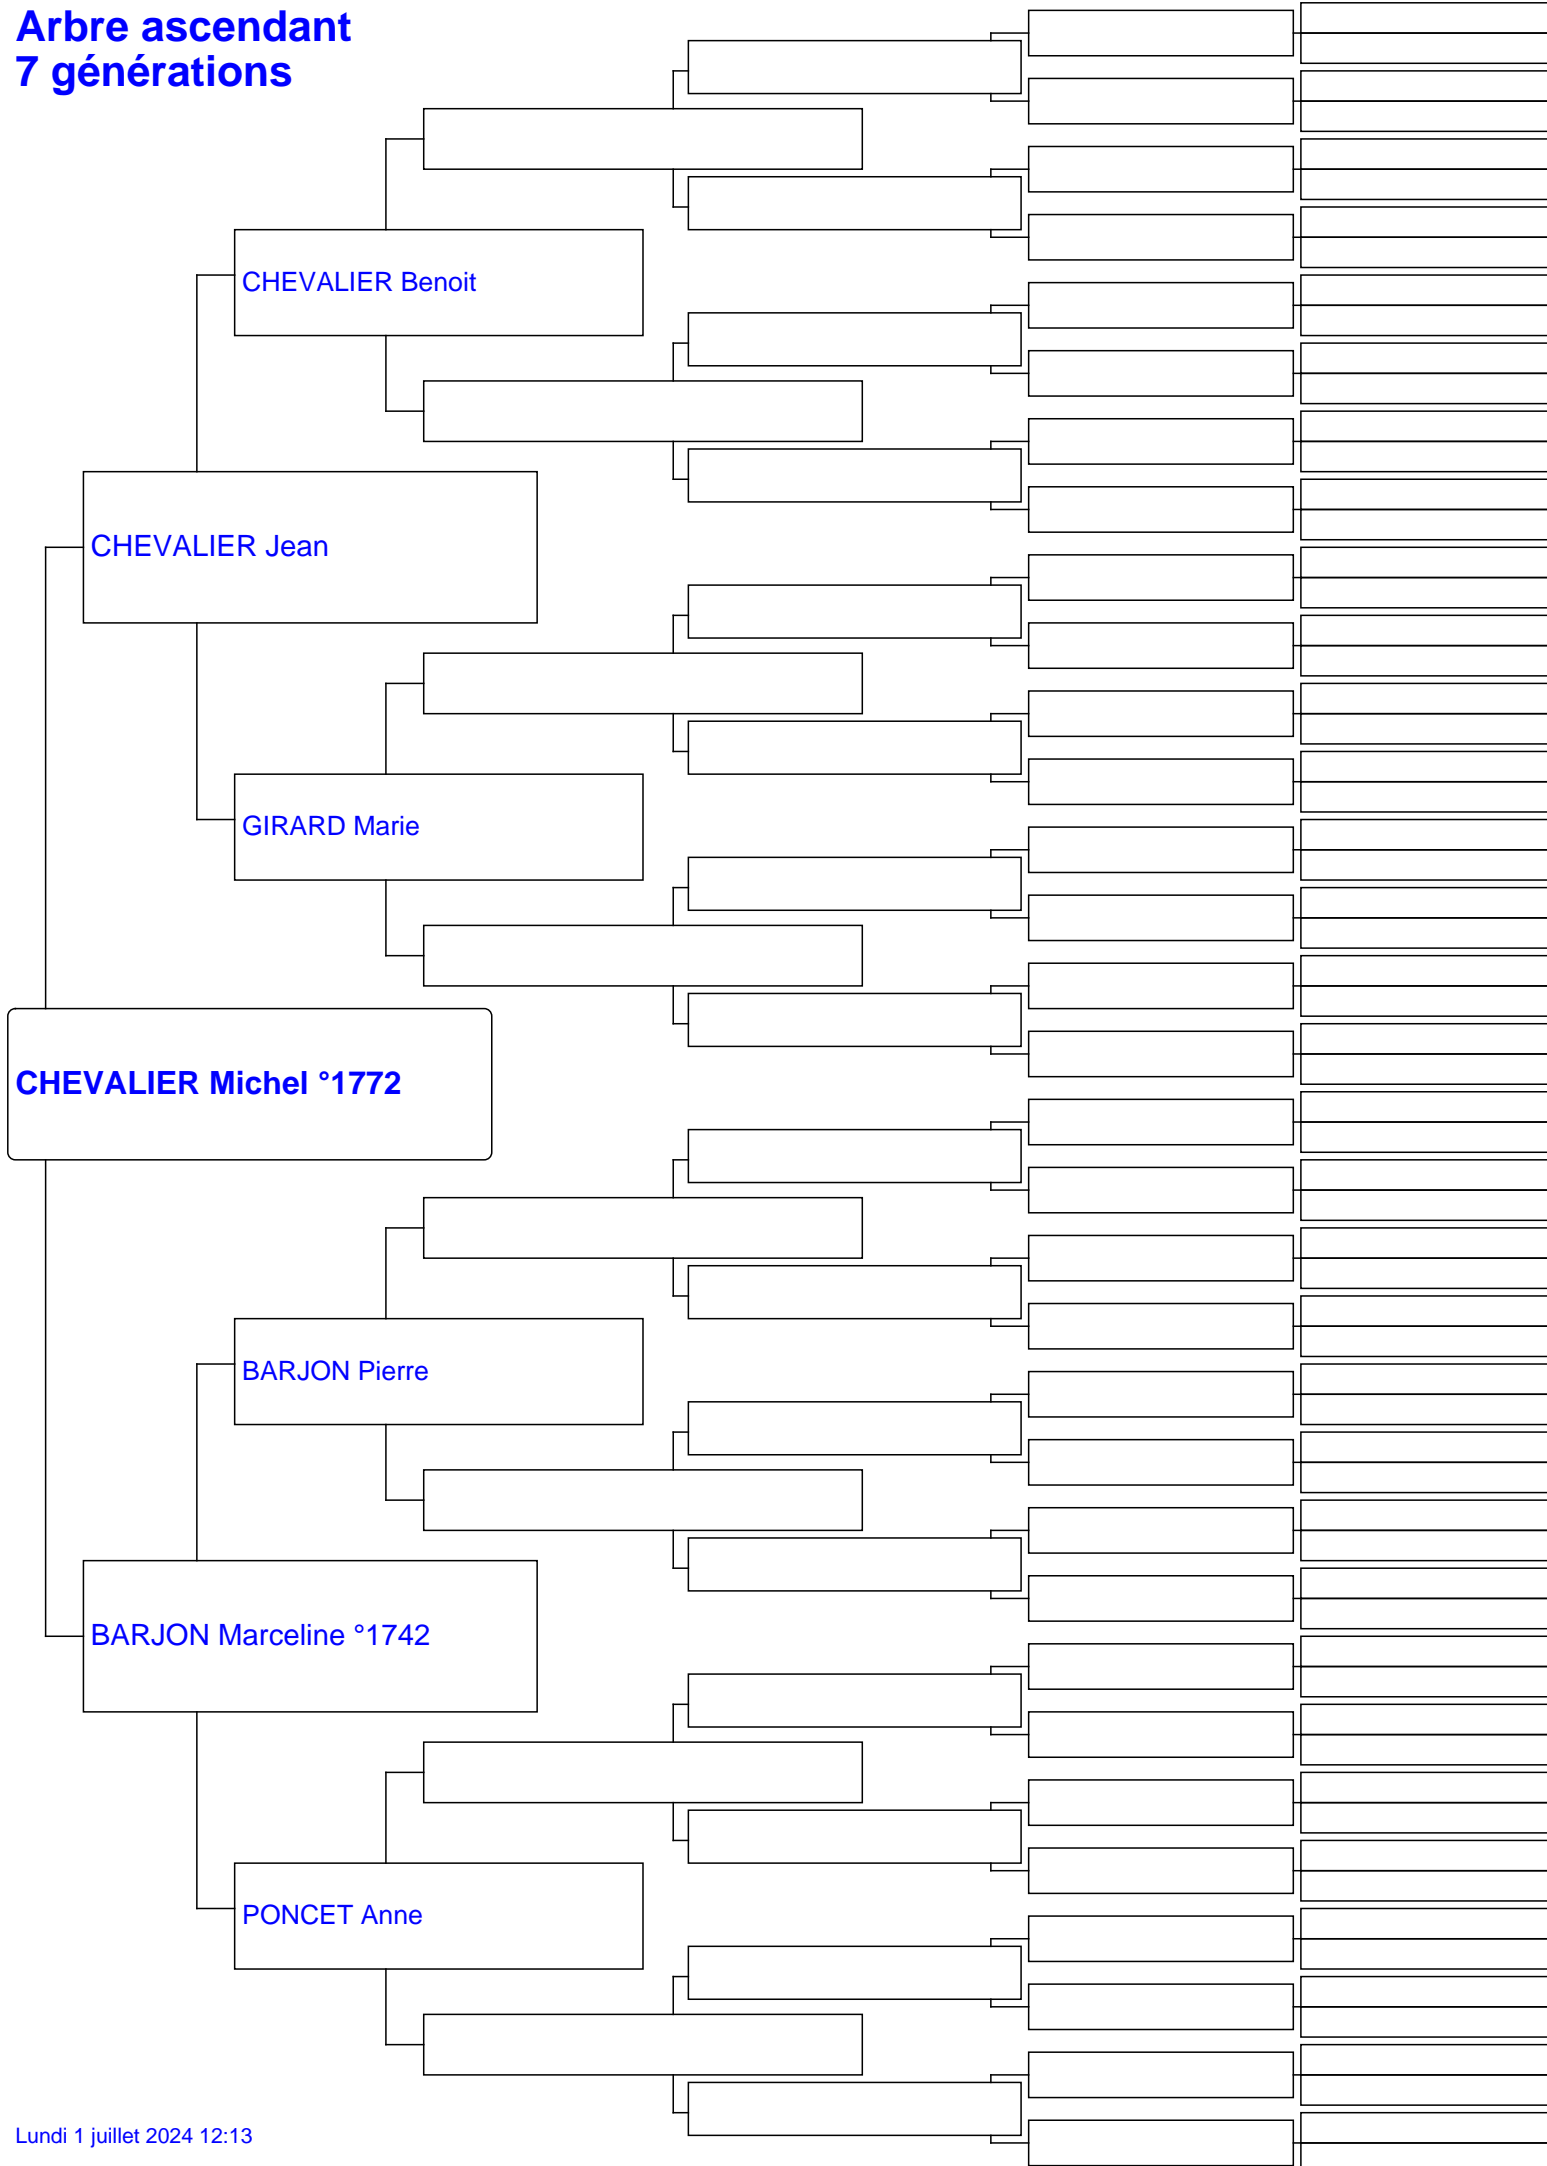 Arbre ascendant
7 générations
CHEVALIER Benoit
CHEVALIER Jean
GIRARD Marie
CHEVALIER Michel °1772
BARJON Pierre
BARJON Marceline °1742
PONCET Anne
Lundi 1 juillet 2024 12:13